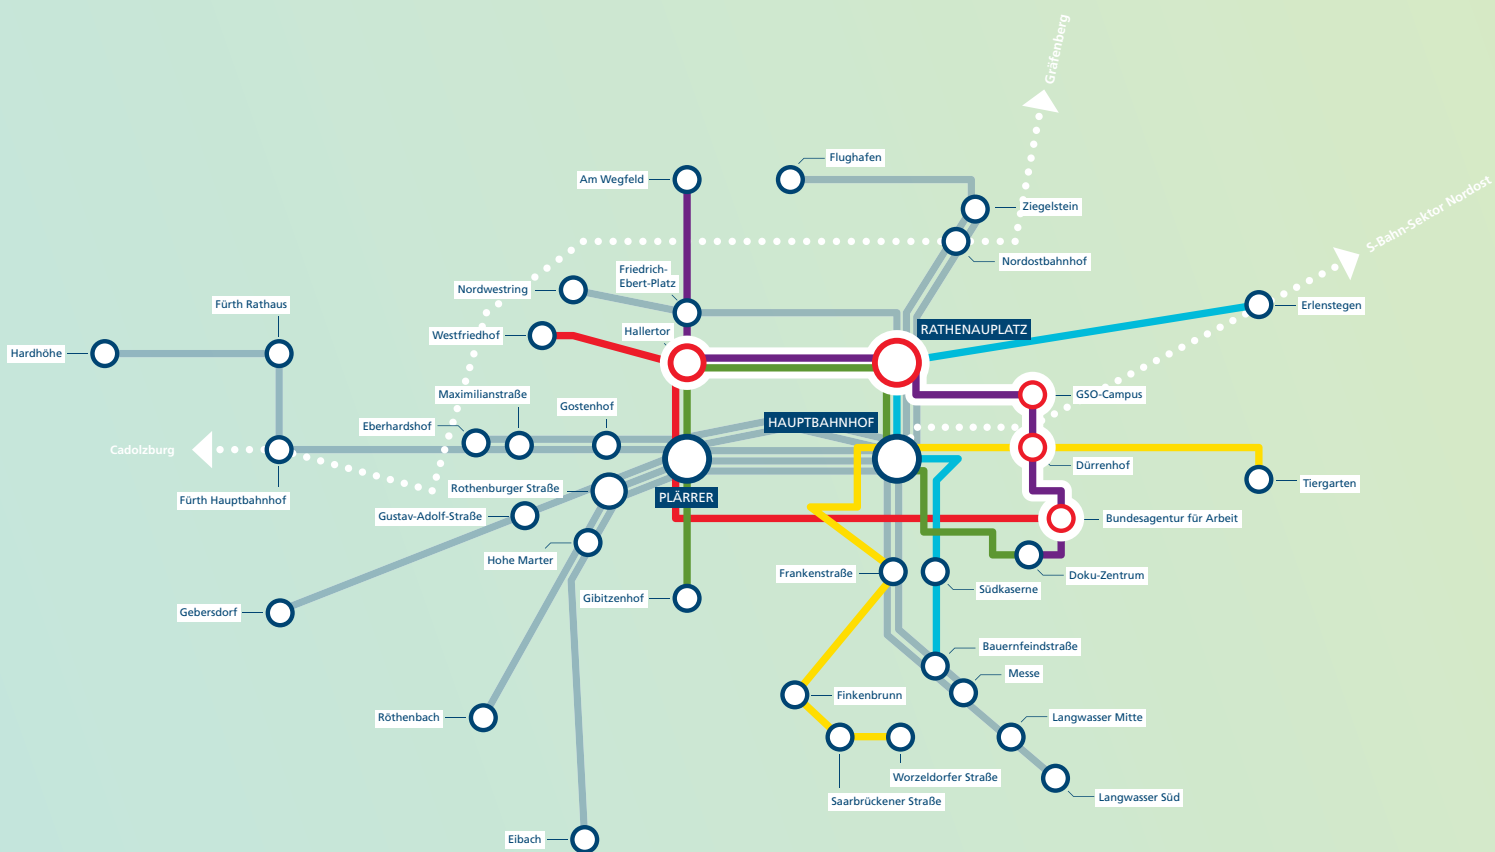 Gräfenberg
Flughafen
Am Wegfeld
Ziegelstein
S-Bahn-Sektor Nordost
Nordostbahnhof
Friedrich-
Ebert-Platz
Nordwestring
Fürth Rathaus
Erlenstegen
Hallertor
RATHENAUPLATZ
Westfriedhof
Hardhöhe
Maximilianstraße
GSO-Campus
Gostenhof
HAUPTBAHNHOF
Eberhardshof
Cadolzburg
Dürrenhof
Tiergarten
Rothenburger Straße
Fürth Hauptbahnhof
PLÄRRER
Gustav-Adolf-Straße
Bundesagentur für Arbeit
Hohe Marter
Frankenstraße
Doku-Zentrum
Südkaserne
Gibitzenhof
Gebersdorf
Bauernfeindstraße
Messe
Finkenbrunn
Röthenbach
Langwasser Mitte
Worzeldorfer Straße
Langwasser Süd
Saarbrückener Straße
Eibach